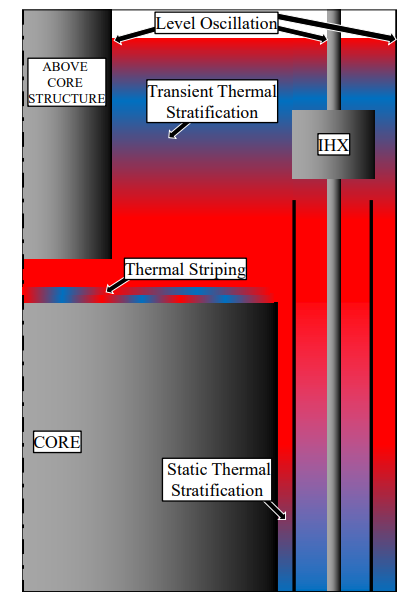 Level Oscillation
ABOVE
CORE
STRUCTURE
Transient Thermal
Stratification
IHX
Thermal Striping
CORE
Static Thermal
Stratification